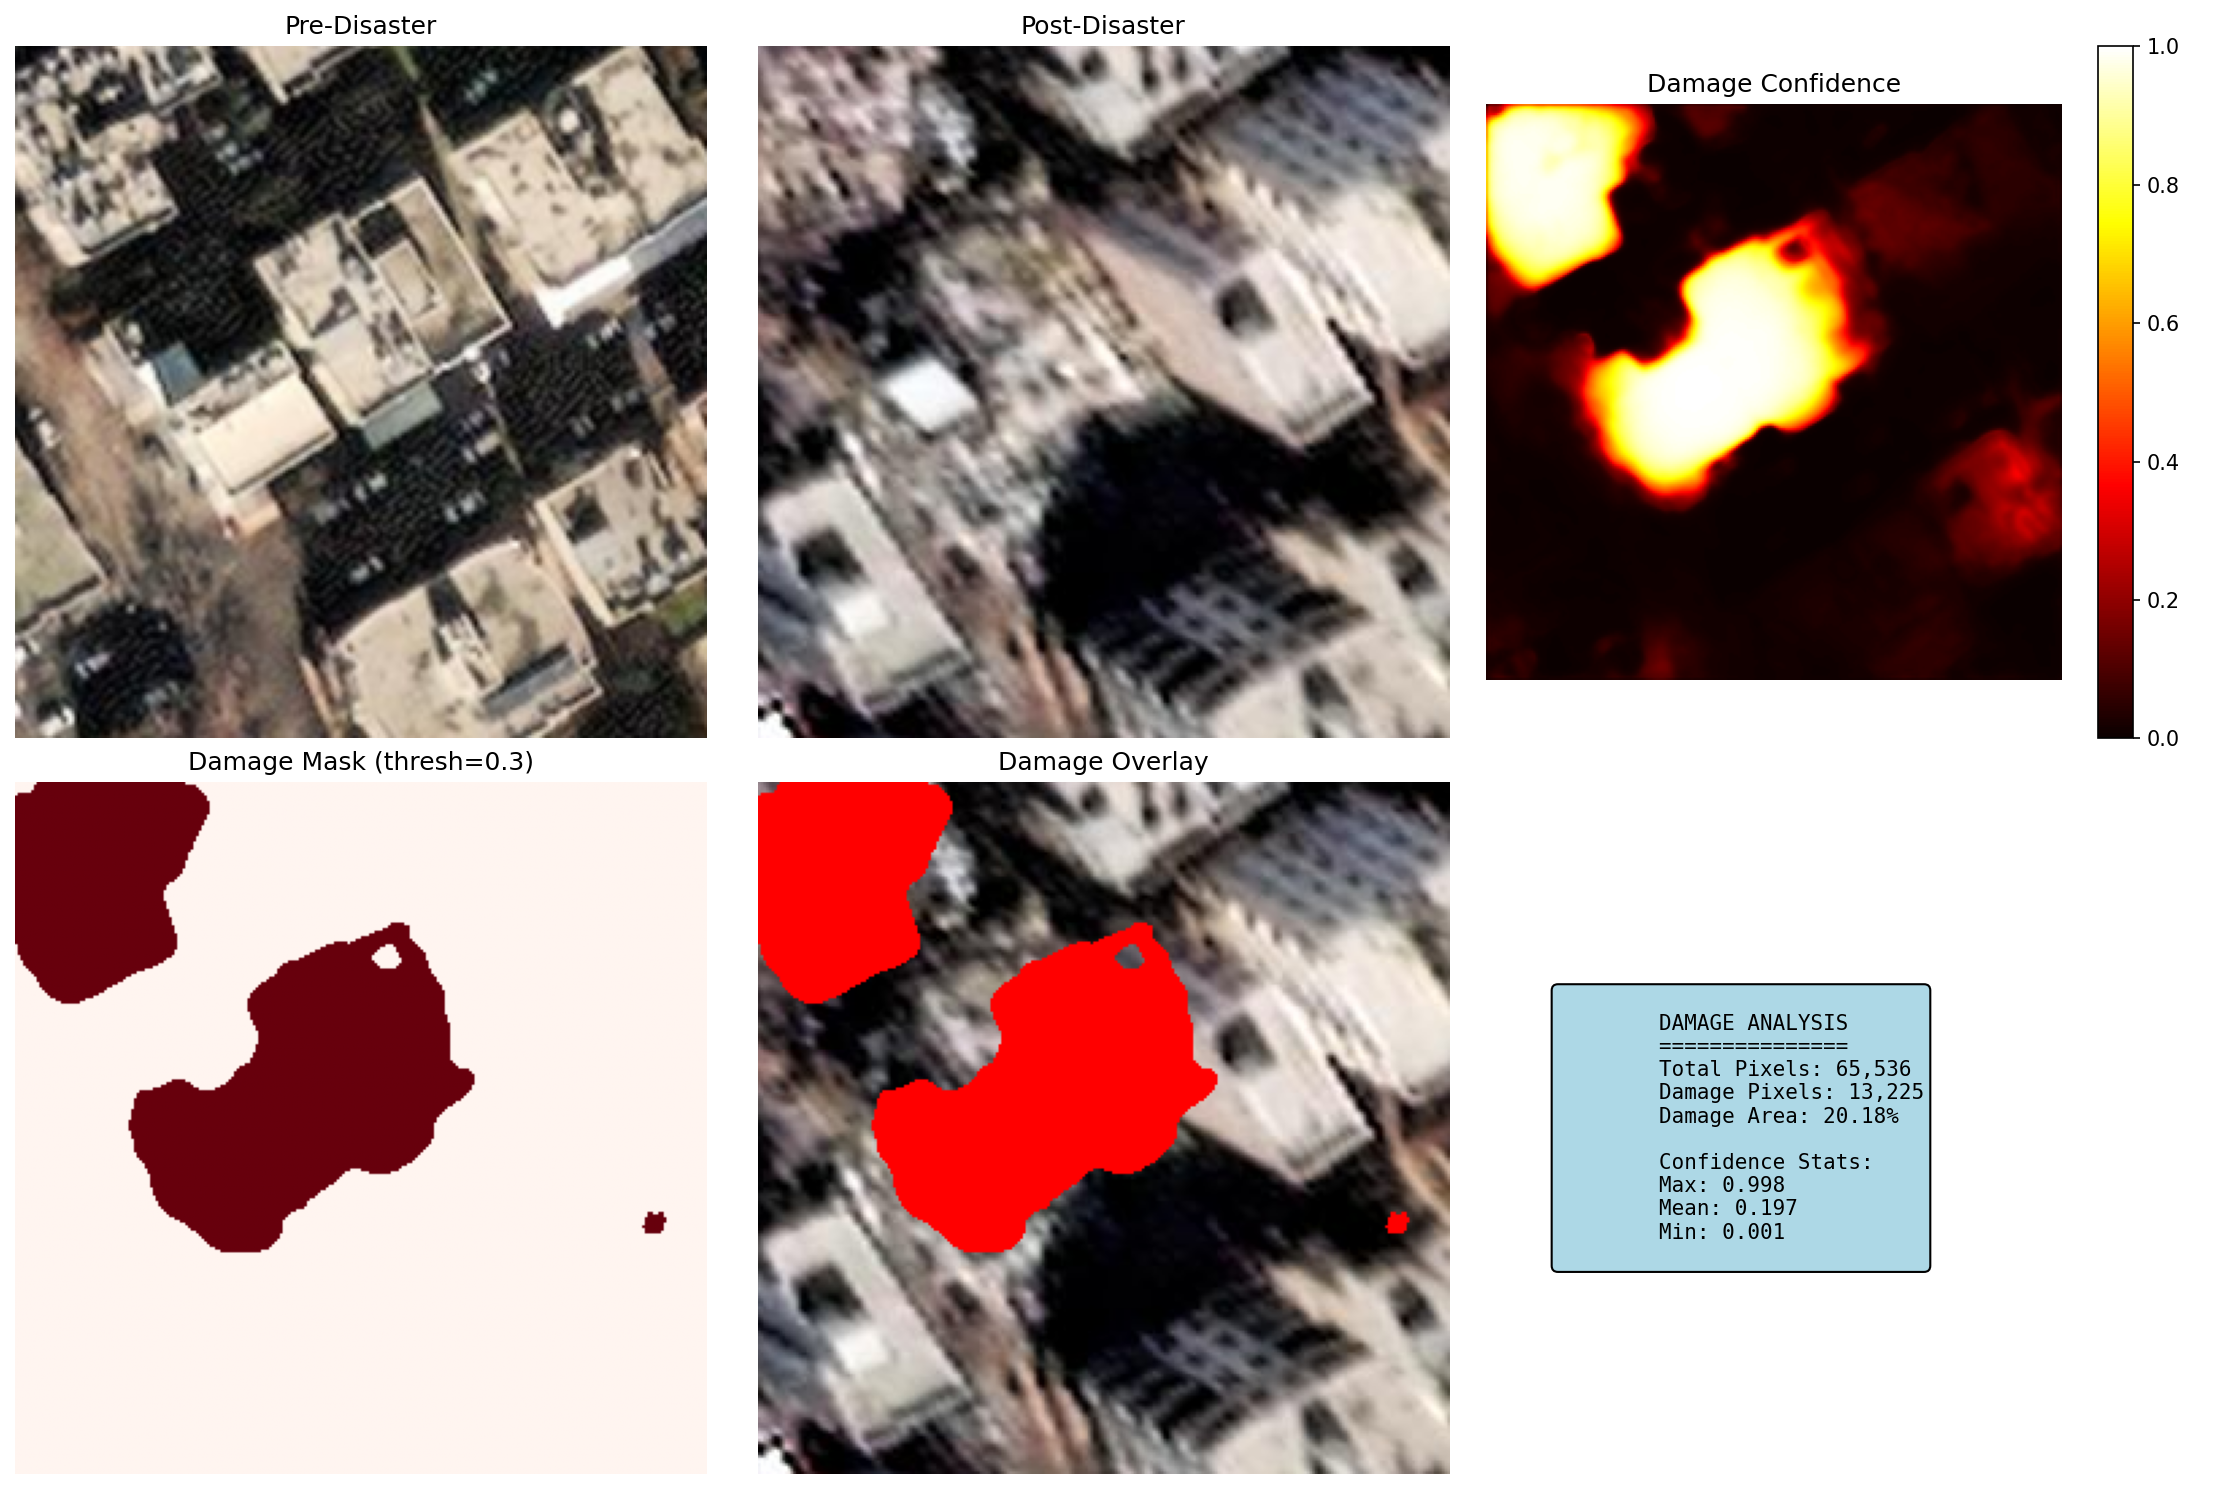 Pre-Disaster
Post-Disaster
Damage Confidence
1.0
0.8
0.6
0.4
0.2
0.0
Damage Mask (thresh=0.3)
Damage Overlay
DAMAGE ANALYSIS
===============
Total Pixels: 65,536
Damage Pixels: 13,225
Damage Area: 20.18%
Confidence Stats:
Max: 0.998
Mean: 0.197
Min: 0.001